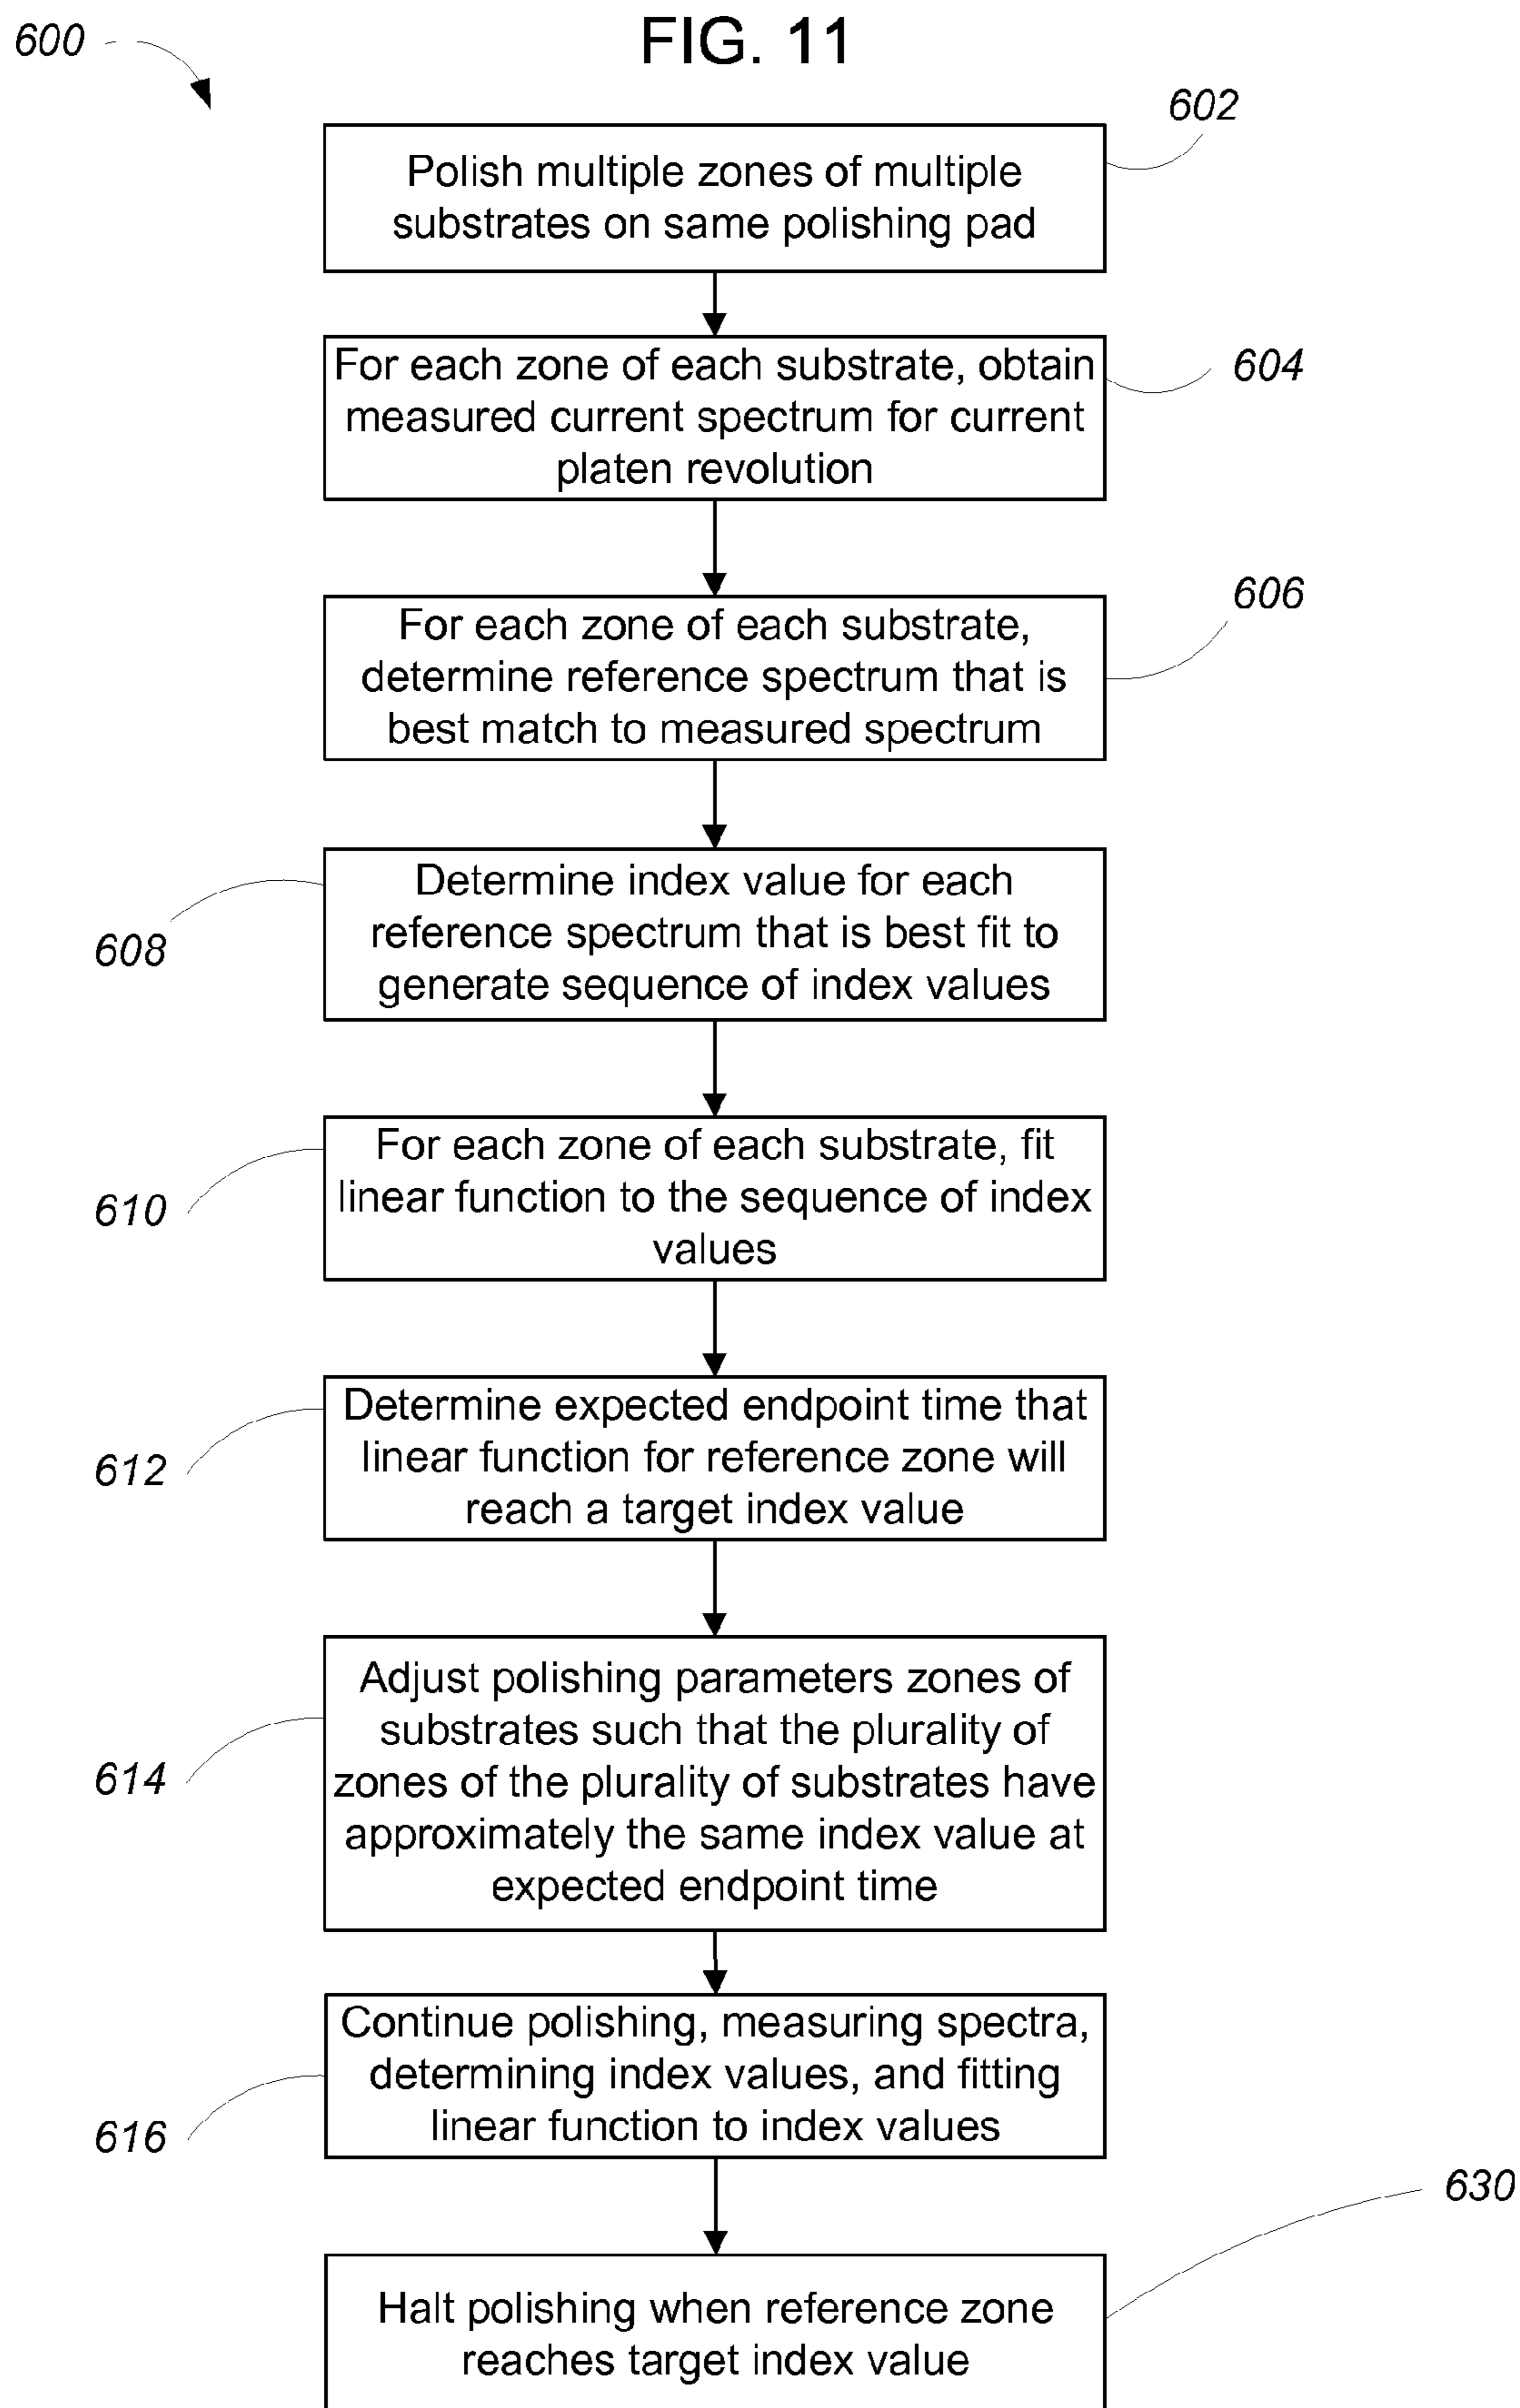 FIG. 11
600
602
Polish multiple zones of multiple
substrates on same polishing pad
604
For each zone of each substrate, obtain
measured current spectrum for current
platen revolution
606
For each zone of each substrate,
determine reference spectrum that is
best match to measured spectrum
608
Determine index value for each
reference spectrum that is best fit to
generate sequence of index values
610
For each zone of each substrate, fit
linear function to the sequence of index
values
612
Determine expected endpoint time that
linear function for reference zone will
reach a target index value
614
Adjust polishing parameters zones of
substrates such that the plurality of
zones of the plurality of substrates have
approximately the same index value at
expected endpoint time
616
Continue polishing, measuring spectra,
determining index values, and fitting
linear function to index values
630
Halt polishing when reference zone
reaches target index value